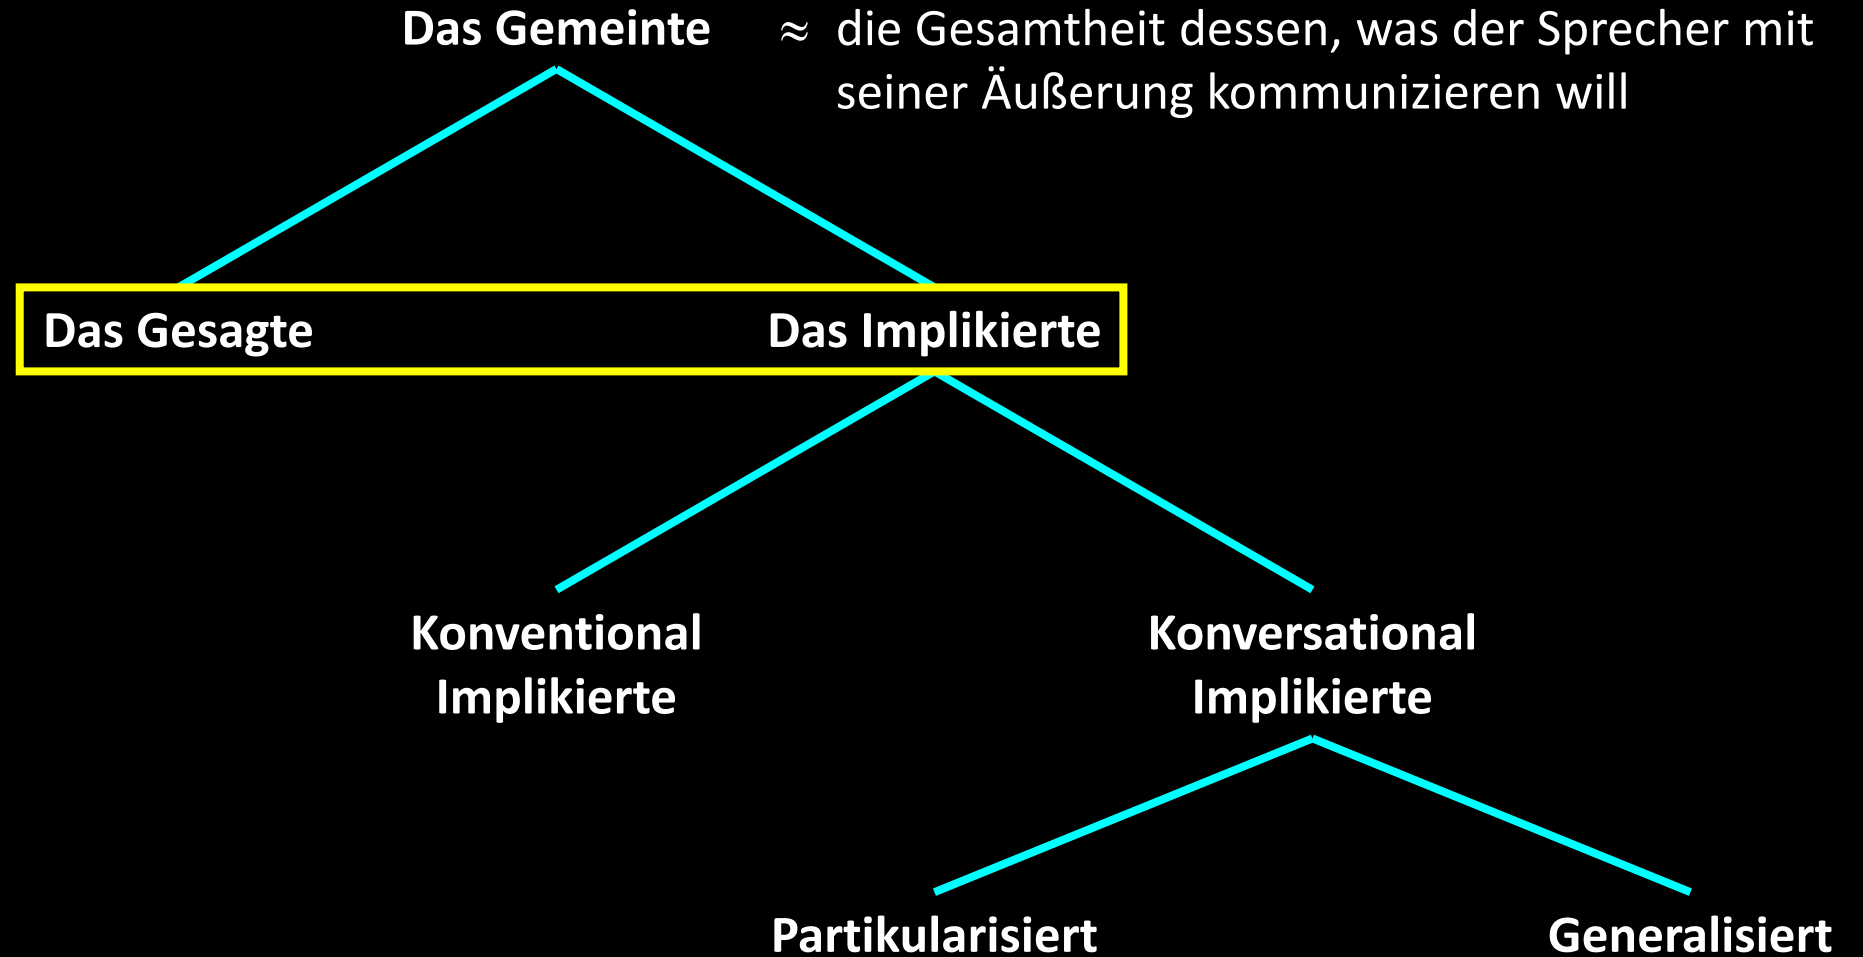 Das Gemeinte ≈ die Gesamtheit dessen, was der Sprecher mit
seiner Äußerung kommunizieren will
Das Gesagte Das Implikierte
Konventional Konversational
Implikierte Implikierte
Partikularisiert Generalisiert